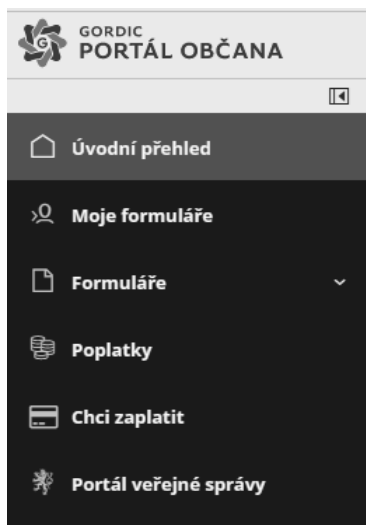 GORDIC
PORTÁL OBČANA
Úvodní přehled
Moje formuláře
Formuláře
Poplatky
Chci zaplatit
Portál veřejné správy